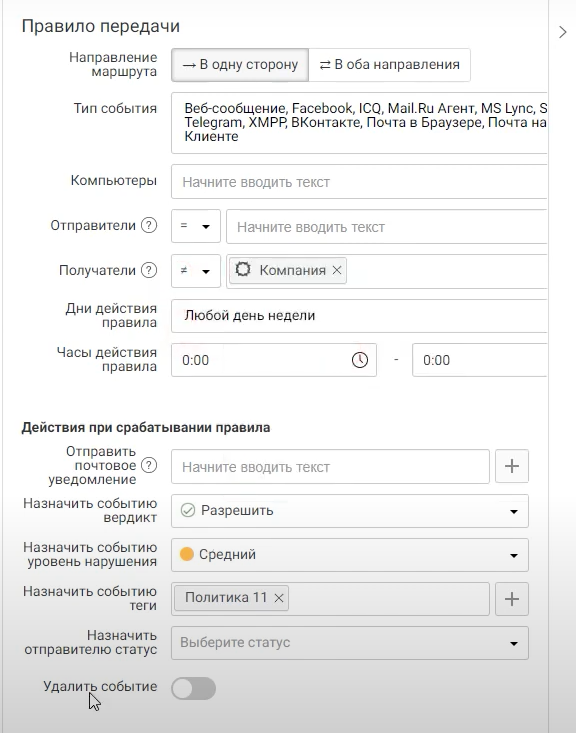 Правило передачи
Направление
маршрута
→ В одну сторону
⇄ В оба направления
Тип события
Веб-сообщение, Facebook, ICQ, Mail.Ru Агент, MS Lync, S
Telegram, XMPP, ВКонтакте, Почта в Браузере, Почта на
Клиенте
Компьютеры
Начните вводить текст
Отправители ?
=
Начните вводить текст
Получатели ?
≠
Компания ×
Дни действия
правила
Любой день недели
Часы действия
правила
0:00
-
0:00
Действия при срабатывании правила
Отправить
почтовое ?
уведомление
Начните вводить текст
+
Назначить событию
вердикт
Разрешить
Назначить событию
уровень нарушения
Средний
Назначить событию
теги
Политика 11 ×
+
Назначить
отправителю статус
Выберите статус
Удалить событие